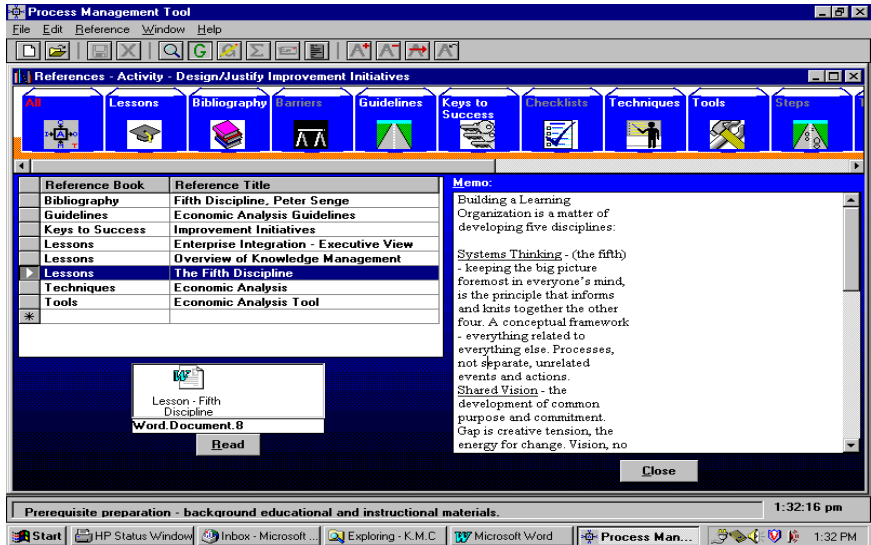 Process Management Tool
File Edit Reference Window Help
References - Activity - Design/Justify Improvement Initiatives
All Lessons Bibliography Barriers Guidelines Keys to Success Checklists Techniques Tools Steps
Reference Book Reference Title
Bibliography Fifth Discipline, Peter Senge
Guidelines Economic Analysis Guidelines
Keys to Success Improvement Initiatives
Lessons Enterprise Integration - Executive View
Lessons Overview of Knowledge Management
Lessons The Fifth Discipline
Techniques Economic Analysis
Tools Economic Analysis Tool
Lesson - Fifth
Discipline
Word.Document.8
Read
Memo:
Building a Learning
Organization is a matter of
developing five disciplines:
Systems Thinking - (the fifth)
- keeping the big picture
foremost in everyone's mind,
is the principle that informs
and knits together the other
four. A conceptual framework
- everything related to
everything else. Processes,
not separate, unrelated
events and actions.
Shared Vision - the
development of common
purpose and commitment.
Gap is creative tension, the
energy for change. Vision, no
Close
Prerequisite preparation - background educational and instructional materials.
1:32:16 pm
Start HP Status Window Inbox - Microsoft ... Exploring - K.M.C Microsoft Word Process Man... 1:32 PM